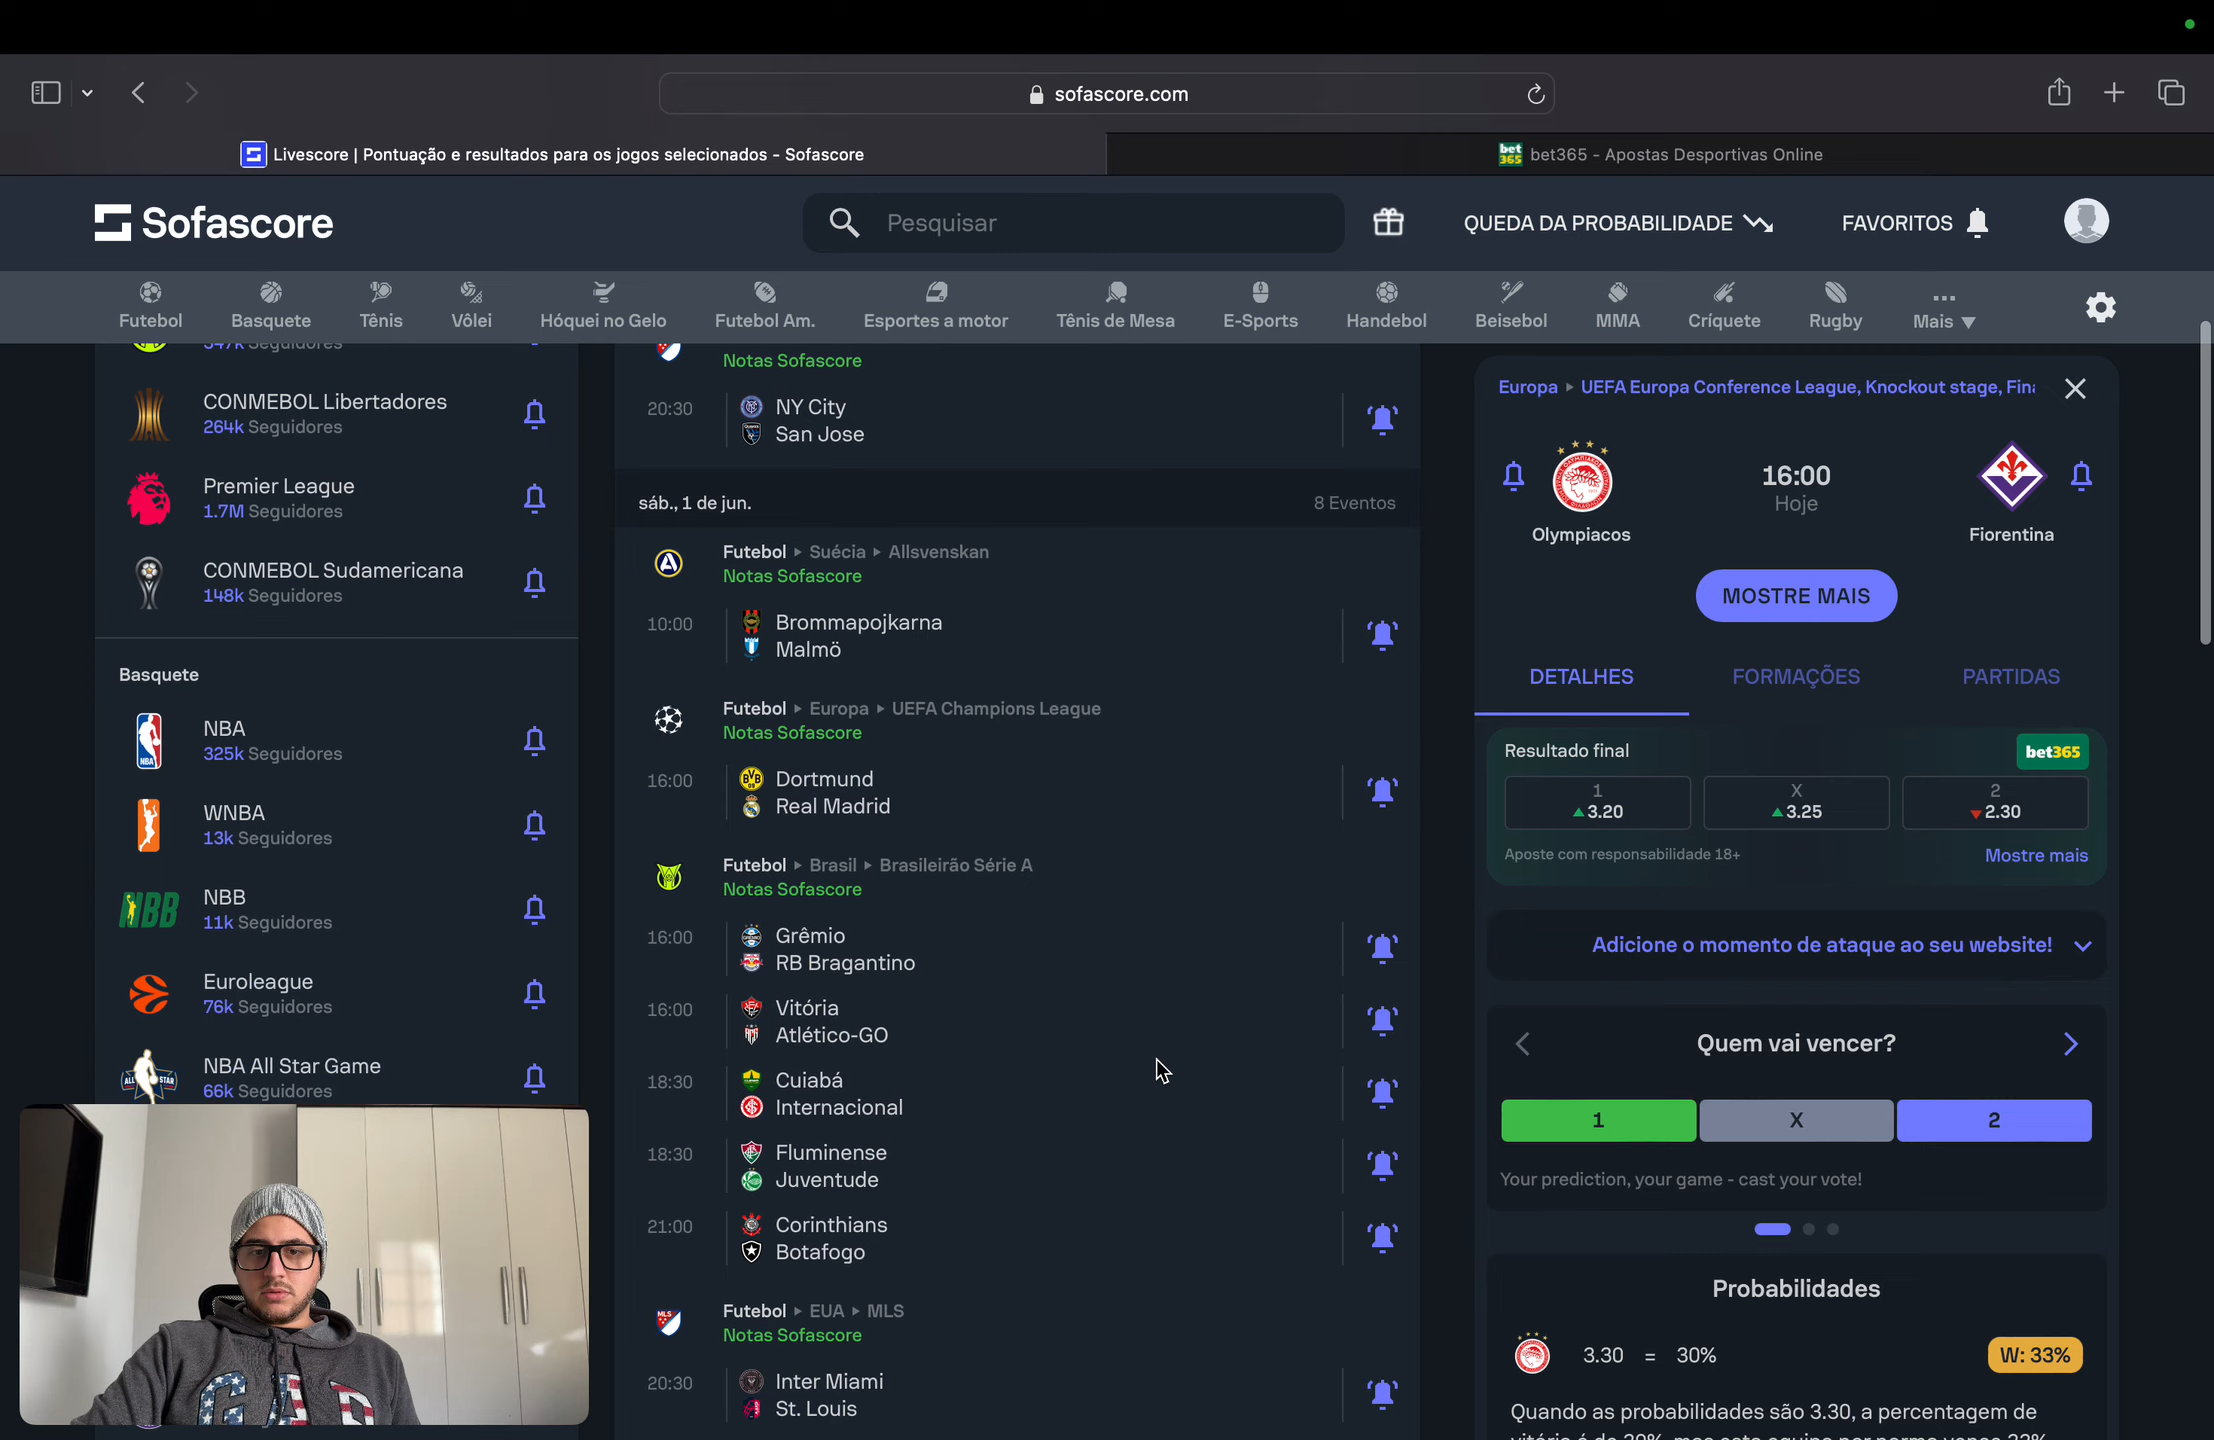 sofascore.com
Livescore | Pontuação e resultados para os jogos selecionados - Sofascore
bet365
bet365 - Apostas Desportivas Online
Sofascore
Pesquisar
QUEDA DA PROBABILIDADE
FAVORITOS
Futebol
Basquete
Tênis
Vôlei
Hóquei no Gelo
Futebol Am.
Esportes a motor
Tênis de Mesa
E-Sports
Handebol
Beisebol
MMA
Críquete
Rugby
Mais
347k Seguidores
CONMEBOL Libertadores
264k Seguidores
Premier League
1.7M Seguidores
CONMEBOL Sudamericana
148k Seguidores
Basquete
NBA
325k Seguidores
WNBA
13k Seguidores
NBB
11k Seguidores
Euroleague
76k Seguidores
NBA All Star Game
66k Seguidores
Notas Sofascore
20:30
NY City
San Jose
sáb., 1 de jun.
8 Eventos
Futebol Suécia Allsvenskan
Notas Sofascore
10:00
Brommapojkarna
Malmö
Futebol Europa UEFA Champions League
Notas Sofascore
16:00
Dortmund
Real Madrid
Futebol Brasil Brasileirão Série A
Notas Sofascore
16:00
Grêmio
RB Bragantino
16:00
Vitória
Atlético-GO
18:30
Cuiabá
Internacional
18:30
Fluminense
Juventude
21:00
Corinthians
Botafogo
Futebol EUA MLS
Notas Sofascore
20:30
Inter Miami
St. Louis
Europa UEFA Europa Conference League, Knockout stage, Fin
16:00
Hoje
Olympiacos
Fiorentina
MOSTRE MAIS
DETALHES
FORMAÇÕES
PARTIDAS
Resultado final
bet365
1
3.20
X
3.25
2
2.30
Aposte com responsabilidade 18+
Mostre mais
Adicione o momento de ataque ao seu website!
Quem vai vencer?
1
X
2
Your prediction, your game - cast your vote!
Probabilidades
3.30 = 30%
W: 33%
Quando as probabilidades são 3.30, a percentagem de
GAP